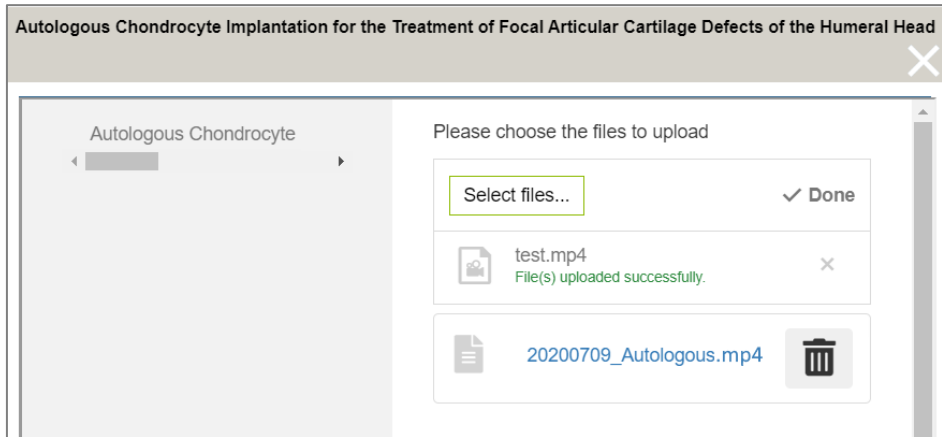 Autologous Chondrocyte Implantation for the Treatment of Focal Articular Cartilage Defects of the Humeral Head
Autologous Chondrocyte
Please choose the files to upload
Select files...
Done
test.mp4
File(s) uploaded successfully.
20200709_Autologous.mp4